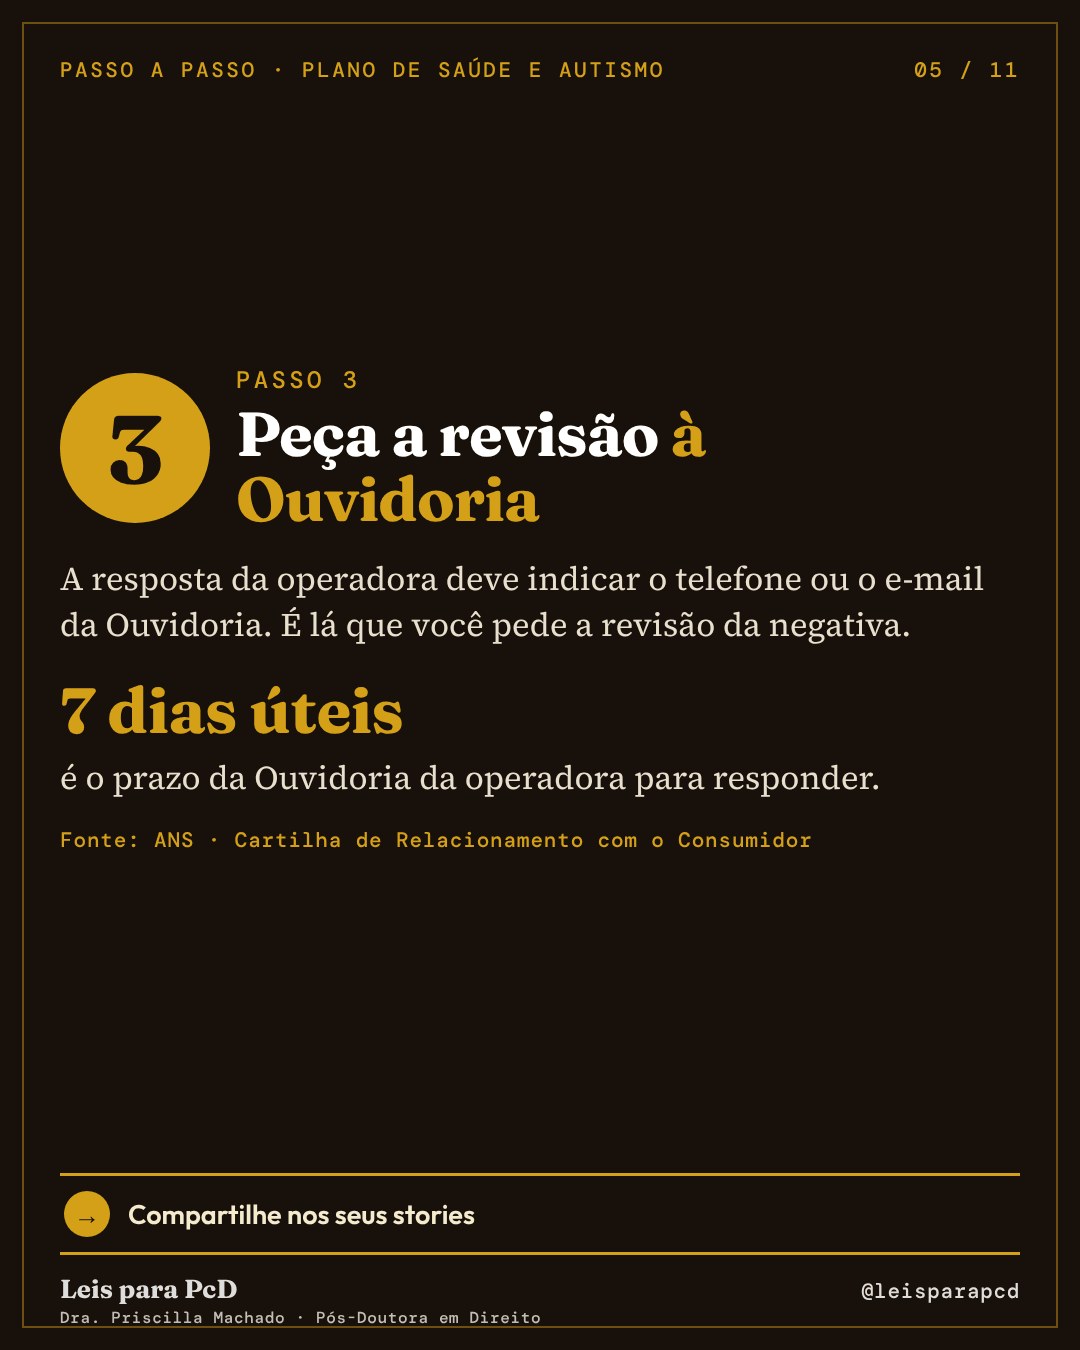 PASSO A PASSO · PLANO DE SAÚDE E AUTISMO
05 / 11
3
PASSO 3
Peça a revisão à
Ouvidoria
A resposta da operadora deve indicar o telefone ou o e-mail
da Ouvidoria. É lá que você pede a revisão da negativa.
7 dias úteis
é o prazo da Ouvidoria da operadora para responder.
Fonte: ANS · Cartilha de Relacionamento com o Consumidor
→ Compartilhe nos seus stories
Leis para PcD
@leisparapcd
Dra. Priscilla Machado · Pós-Doutora em Direito